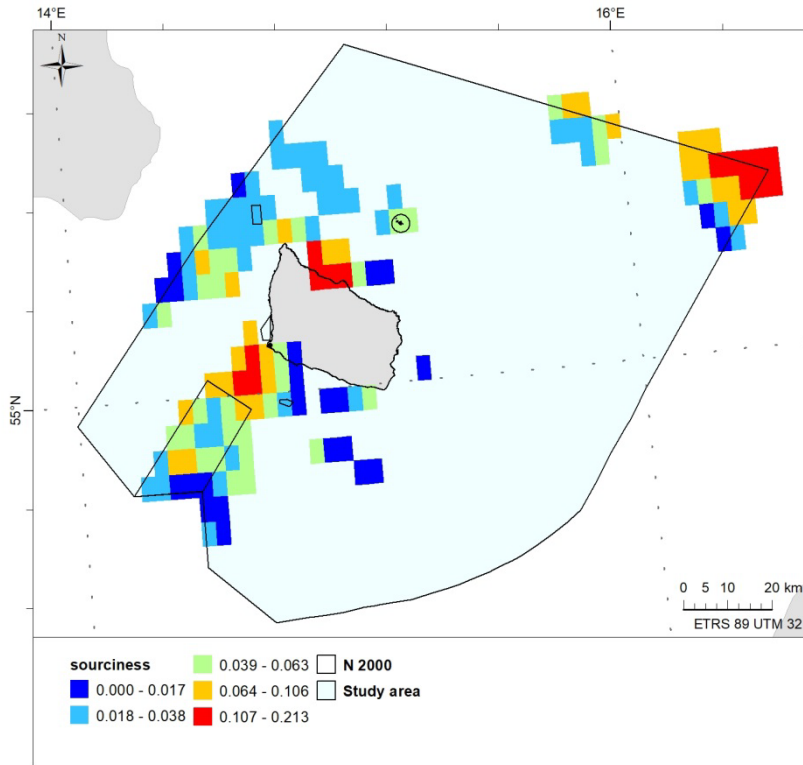 14°E 16°E
N
55°N
0 5 10 20 km
ETRS 89 UTM 32
sourciness
0.000 - 0.017
0.018 - 0.038
0.039 - 0.063
0.064 - 0.106
0.107 - 0.213
N 2000
Study area